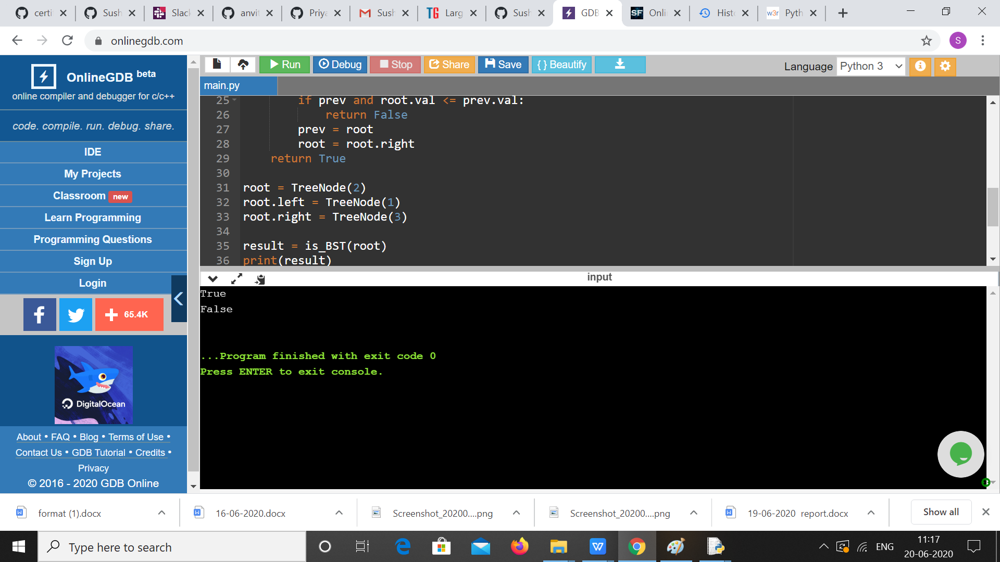 certi
Sush
Slack
anvit
Priya
Sush
Larg
Sush
GDB
Onli
Histo
Pyth
onlinegdb.com
S
OnlineGDB beta
online compiler and debugger for c/c++
code. compile. run. debug. share.
IDE
My Projects
Classroom new
Learn Programming
Programming Questions
Sign Up
Login
65.4K
DigitalOcean
About • FAQ • Blog • Terms of Use •
Contact Us • GDB Tutorial • Credits •
Privacy
© 2016 - 2020 GDB Online
Run
Debug
Stop
Share
Save
{ } Beautify
Language Python 3
main.py
25 if prev and root.val <= prev.val:
26 return False
27 prev = root
28 root = root.right
29 return True
30
31 root = TreeNode(2)
32 root.left = TreeNode(1)
33 root.right = TreeNode(3)
34
35 result = is_BST(root)
36 print(result)
input
True
False
...Program finished with exit code 0
Press ENTER to exit console.
format (1).docx
16-06-2020.docx
Screenshot_20200....png
Screenshot_20200....png
19-06-2020 report.docx
Show all
Type here to search
ENG
11:17
20-06-2020